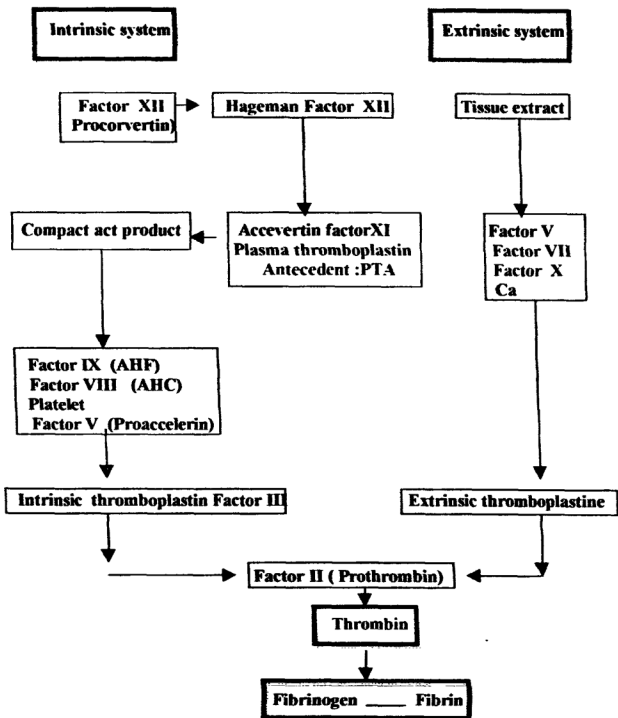 Intrinsic system
Extrinsic system
Factor XII
Procorvertin)
Hageman Factor XII
Tissue extract
Compact act product
Accevertin factorXI
Plasma thromboplastin
Antecedent :PTA
Factor V
Factor VII
Factor X
Ca
Factor IX (AHF)
Factor VIII (AHC)
Platelet
Factor V (Proaccelerin)
Intrinsic thromboplastin Factor III
Extrinsic thromboplastine
Factor II ( Prothrombin)
Thrombin
Fibrinogen ____ Fibrin